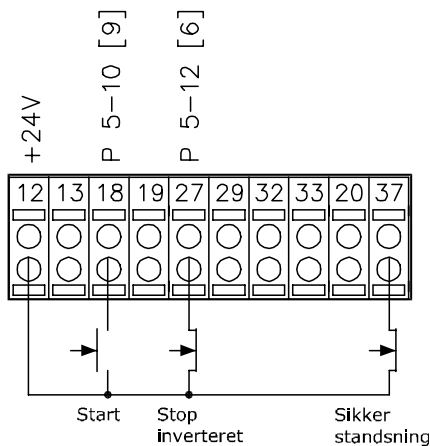 +24V
P 5-10 [9]
P 5-12 [6]
12 13 18 19 27 29 32 33 20 37
Start
Stop
inverteret
Sikker
standsning